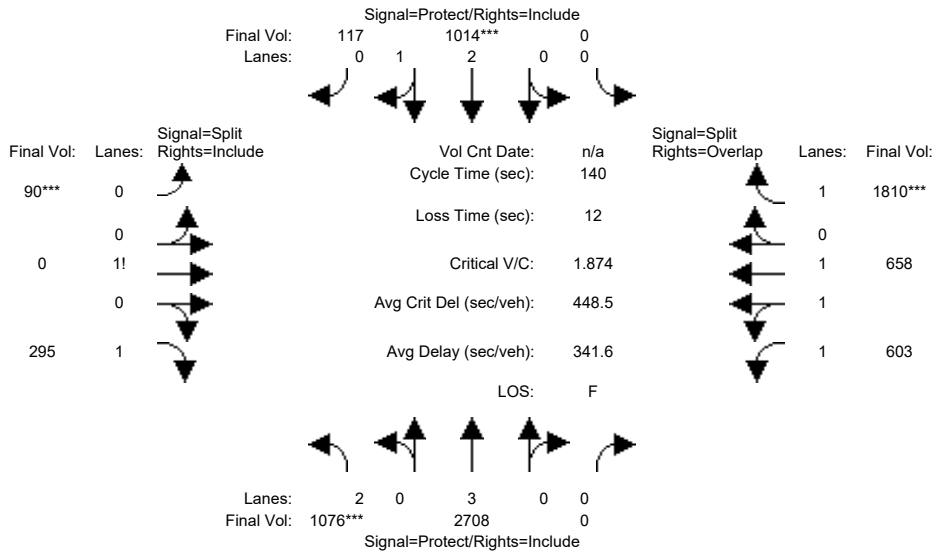 Signal=Protect/Rights=Include
Final Vol: 117 1014*** 0
Lanes: 0 1 2 0 0
Signal=Split
Final Vol: Lanes: Rights=Include
Vol Cnt Date: n/a
Signal=Split
Rights=Overlap Lanes: Final Vol:
Cycle Time (sec): 140
90*** 0
1 1810***
Loss Time (sec): 12
0
0
0 1!
Critical V/C: 1.874
1 658
0
Avg Crit Del (sec/veh): 448.5
1
295 1
Avg Delay (sec/veh): 341.6
1 603
LOS: F
Lanes: 2 0 3 0 0
Final Vol: 1076*** 2708 0
Signal=Protect/Rights=Include